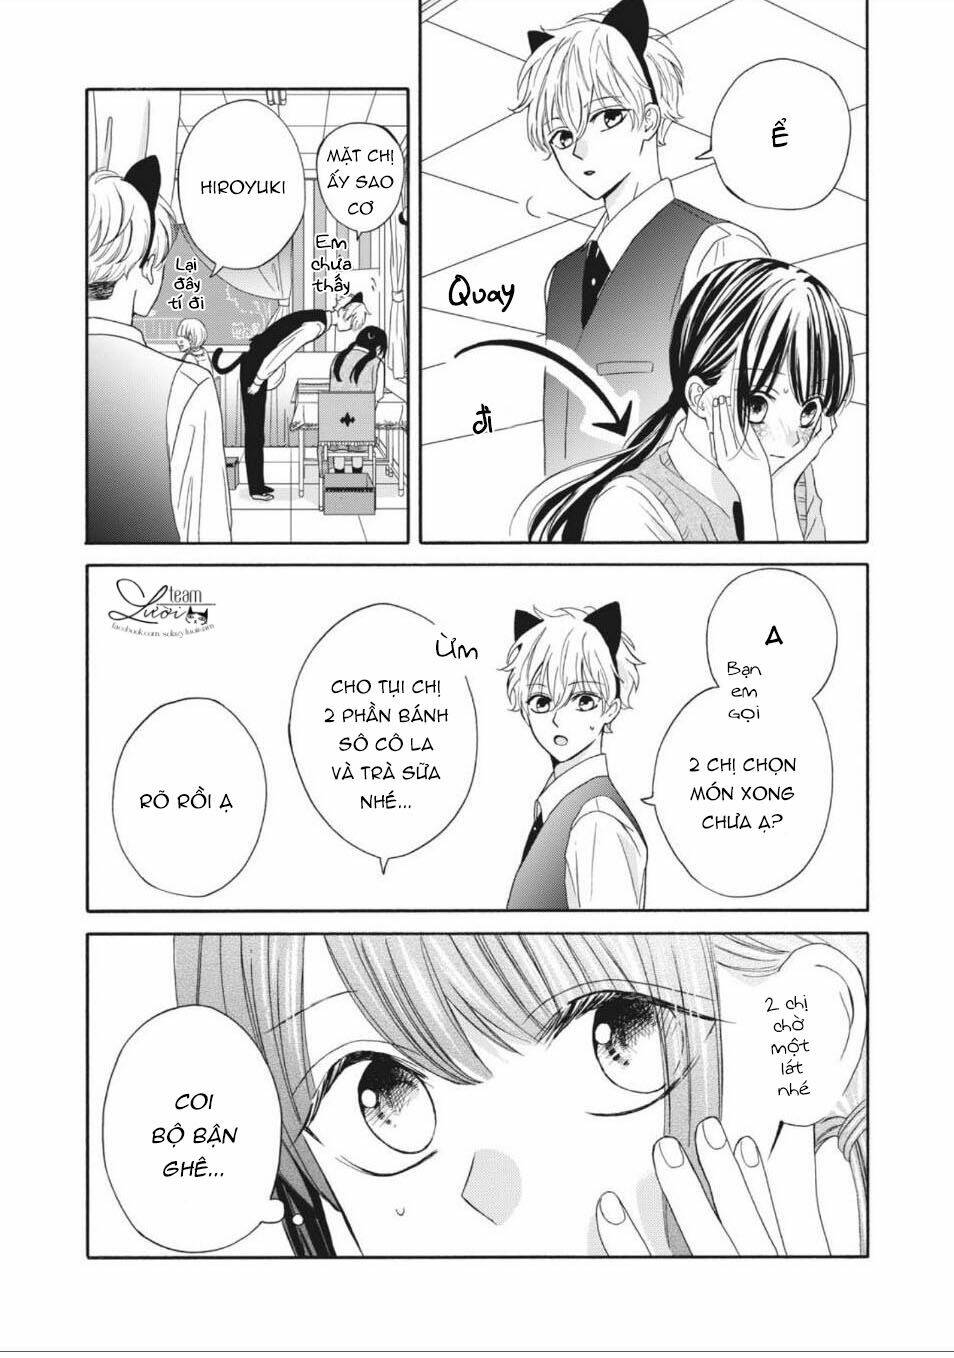 Ể
Quay
đi
MẶT CHỊ
ẤY SAO
CƠ
Em
chưa
thấy
HIROYUKI
Lại
đây
tí đi
A
Bạn
em
gọi
2 CHỊ CHỌN
MÓN XONG
CHƯA Ạ?
Ừm
CHO TỤI CHỊ
2 PHẦN BÁNH
SÔ CÔ LA
VÀ TRÀ SỮA
NHÉ...
RÕ RỒI Ạ
team
Lười
2 chị
chờ
một
lát
nhé
COI
BỘ BẬN
GHÊ...